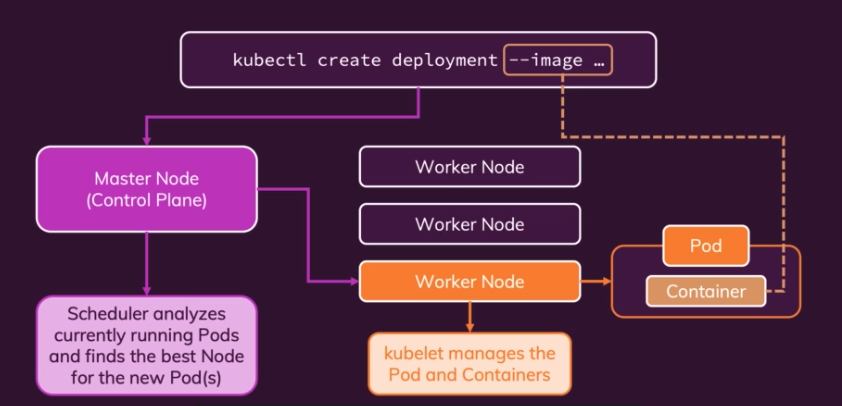 kubectl create deployment --image …
Master Node
(Control Plane)
Worker Node
Worker Node
Worker Node
Pod
Container
Scheduler analyzes
currently running Pods
and finds the best Node
for the new Pod(s)
kubelet manages the
Pod and Containers